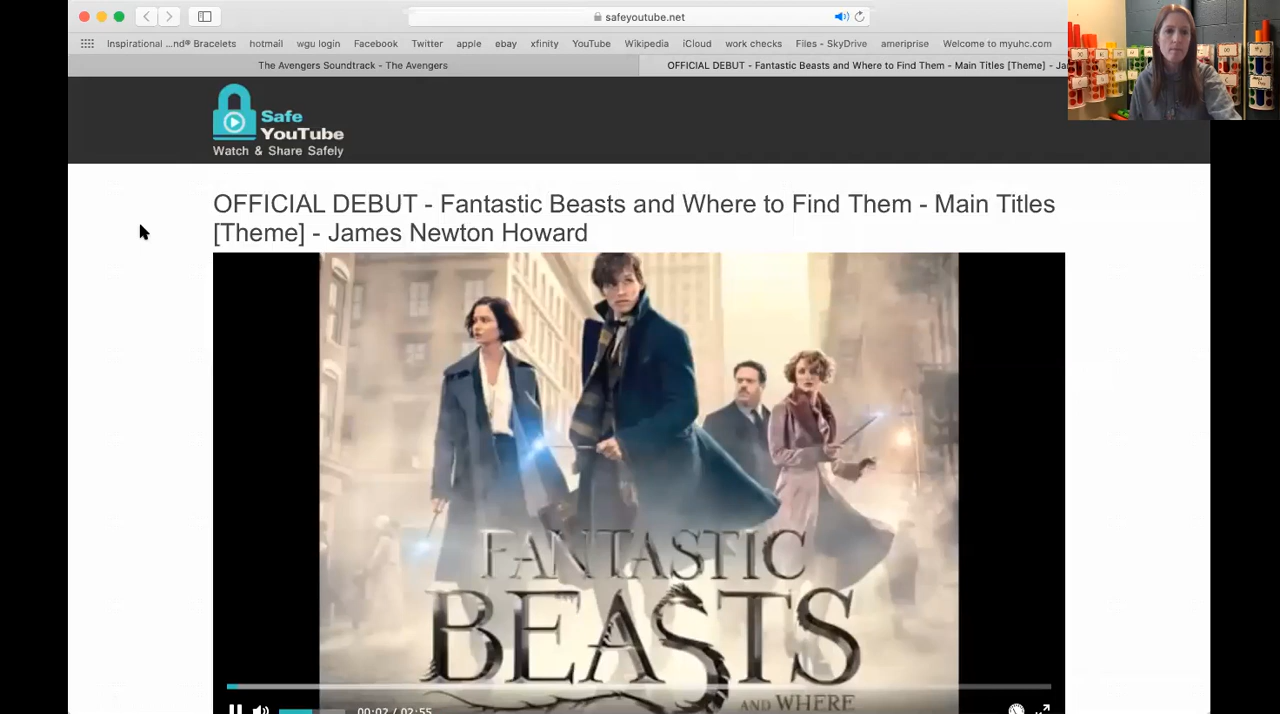 safeyoutube.net
Inspirational ...nd® Bracelets hotmail wgu login Facebook Twitter apple ebay xfinity YouTube Wikipedia iCloud work checks Files - SkyDrive ameriprise Welcome to myuhc.com
The Avengers Soundtrack - The Avengers OFFICIAL DEBUT - Fantastic Beasts and Where to Find Them - Main Titles [Theme] - Ja
Safe
YouTube
Watch & Share Safely
OFFICIAL DEBUT - Fantastic Beasts and Where to Find Them - Main Titles
[Theme] - James Newton Howard
FANTASTIC
BEASTS
AND WHERE
00:02 / 02:55